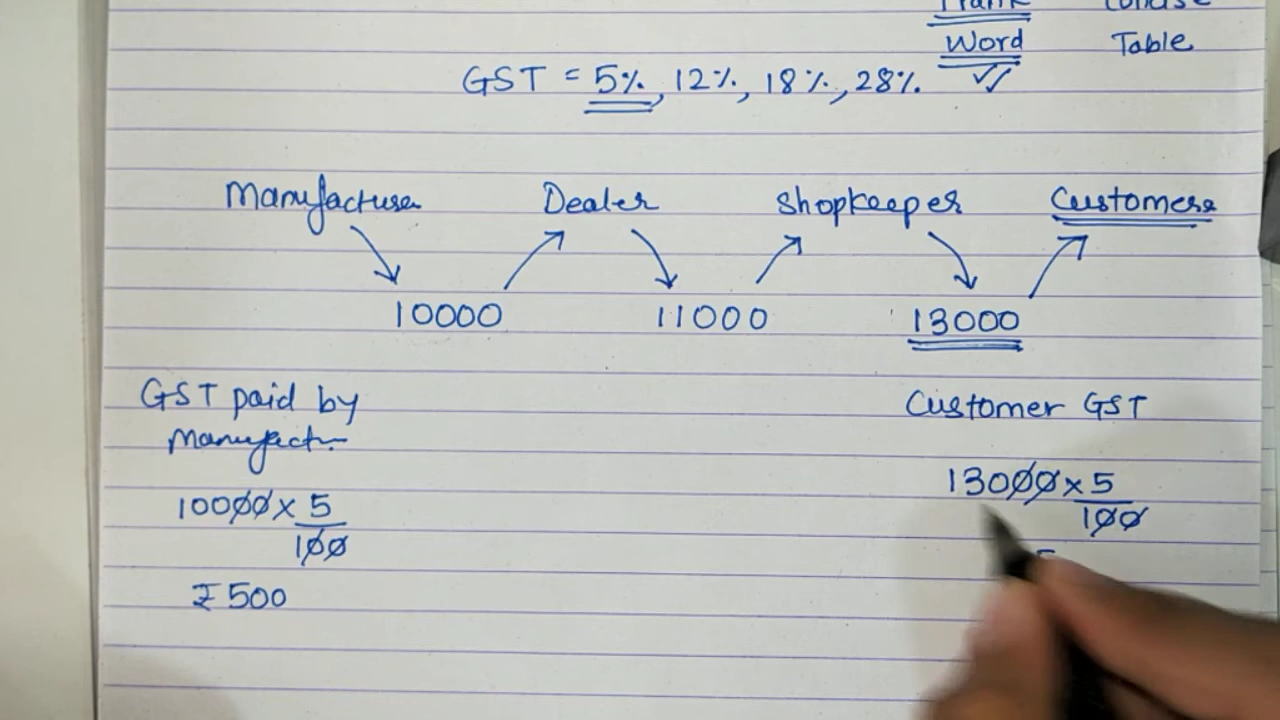 Word Table
GST = 5%, 12%, 18%, 28%.
Manufacturer Dealer Shopkeeper Customers
10000 11000 13000
GST paid by
Manufactr.
Customer GST
10000 x 5
100
₹ 500
13000 x 5
100